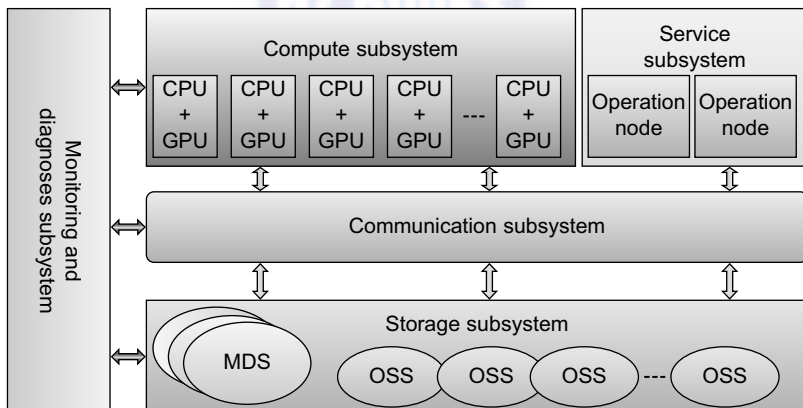 Monitoring and
diagnoses subsystem
Compute subsystem
CPU
+
GPU
CPU
+
GPU
CPU
+
GPU
CPU
+
GPU
---
CPU
+
GPU
Service
subsystem
Operation
node
Operation
node
Communication subsystem
Storage subsystem
MDS
OSS
OSS
OSS
---
OSS